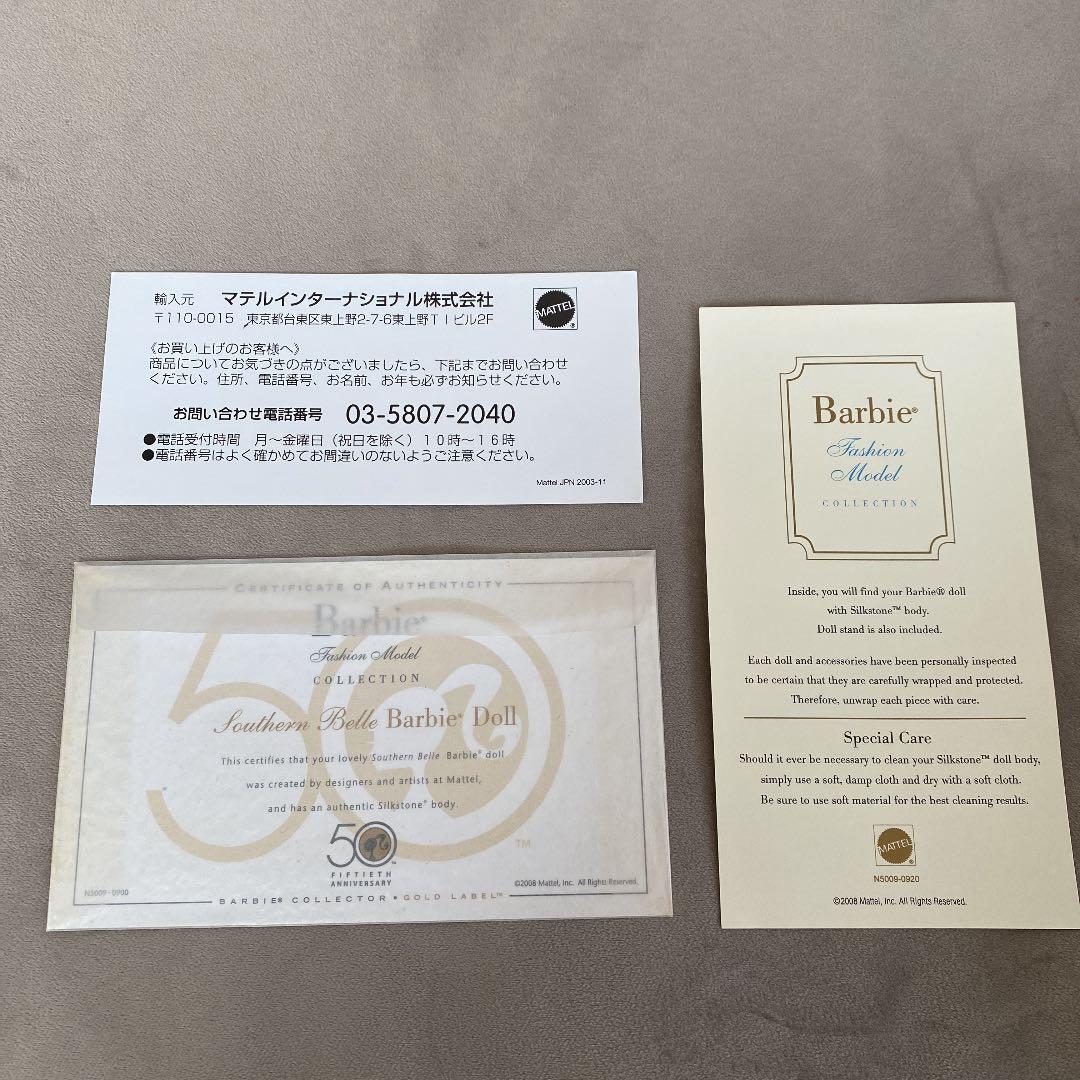 輸入元 マテルインターナショナル株式会社
〒110-0015 東京都台東区東上野2-7-6東上野TIビル2F
MATTEL
《お買い上げのお客様へ》
商品についてお気づきの点がございましたら、下記までお問い合わせ
ください。住所、電話番号、お名前、お年も必ずお知らせください。
お問い合わせ電話番号 03-5807-2040
●電話受付時間 月〜金曜日(祝日を除く)10時〜16時
●電話番号はよく確かめてお間違いのないようご注意ください。
Mattel JPN 2003-11
CERTIFICATE OF AUTHENTICITY
50
Barbie®
Fashion Model
COLLECTION
Southern Belle Barbie® Doll
This certifies that your lovely Southern Belle Barbie® doll
was created by designers and artists at Mattel,
and has an authentic Silkstone® body.
TM
50
FIFTIETH
ANNIVERSARY
N5009-0900
©2008 Mattel, Inc. All Rights Reserved.
BARBIE® COLLECTOR • GOLD LABEL™
Barbie®
Fashion
Model
COLLECTION
Inside, you will find your Barbie® doll
with Silkstone™ body.
Doll stand is also included.
Each doll and accessories have been personally inspected
to be certain that they are carefully wrapped and protected.
Therefore, unwrap each piece with care.
Special Care
Should it ever be necessary to clean your Silkstone™ doll body,
simply use a soft, damp cloth and dry with a soft cloth.
Be sure to use soft material for the best cleaning results.
MATTEL
N5009-0920
©2008 Mattel, Inc. All Rights Reserved.